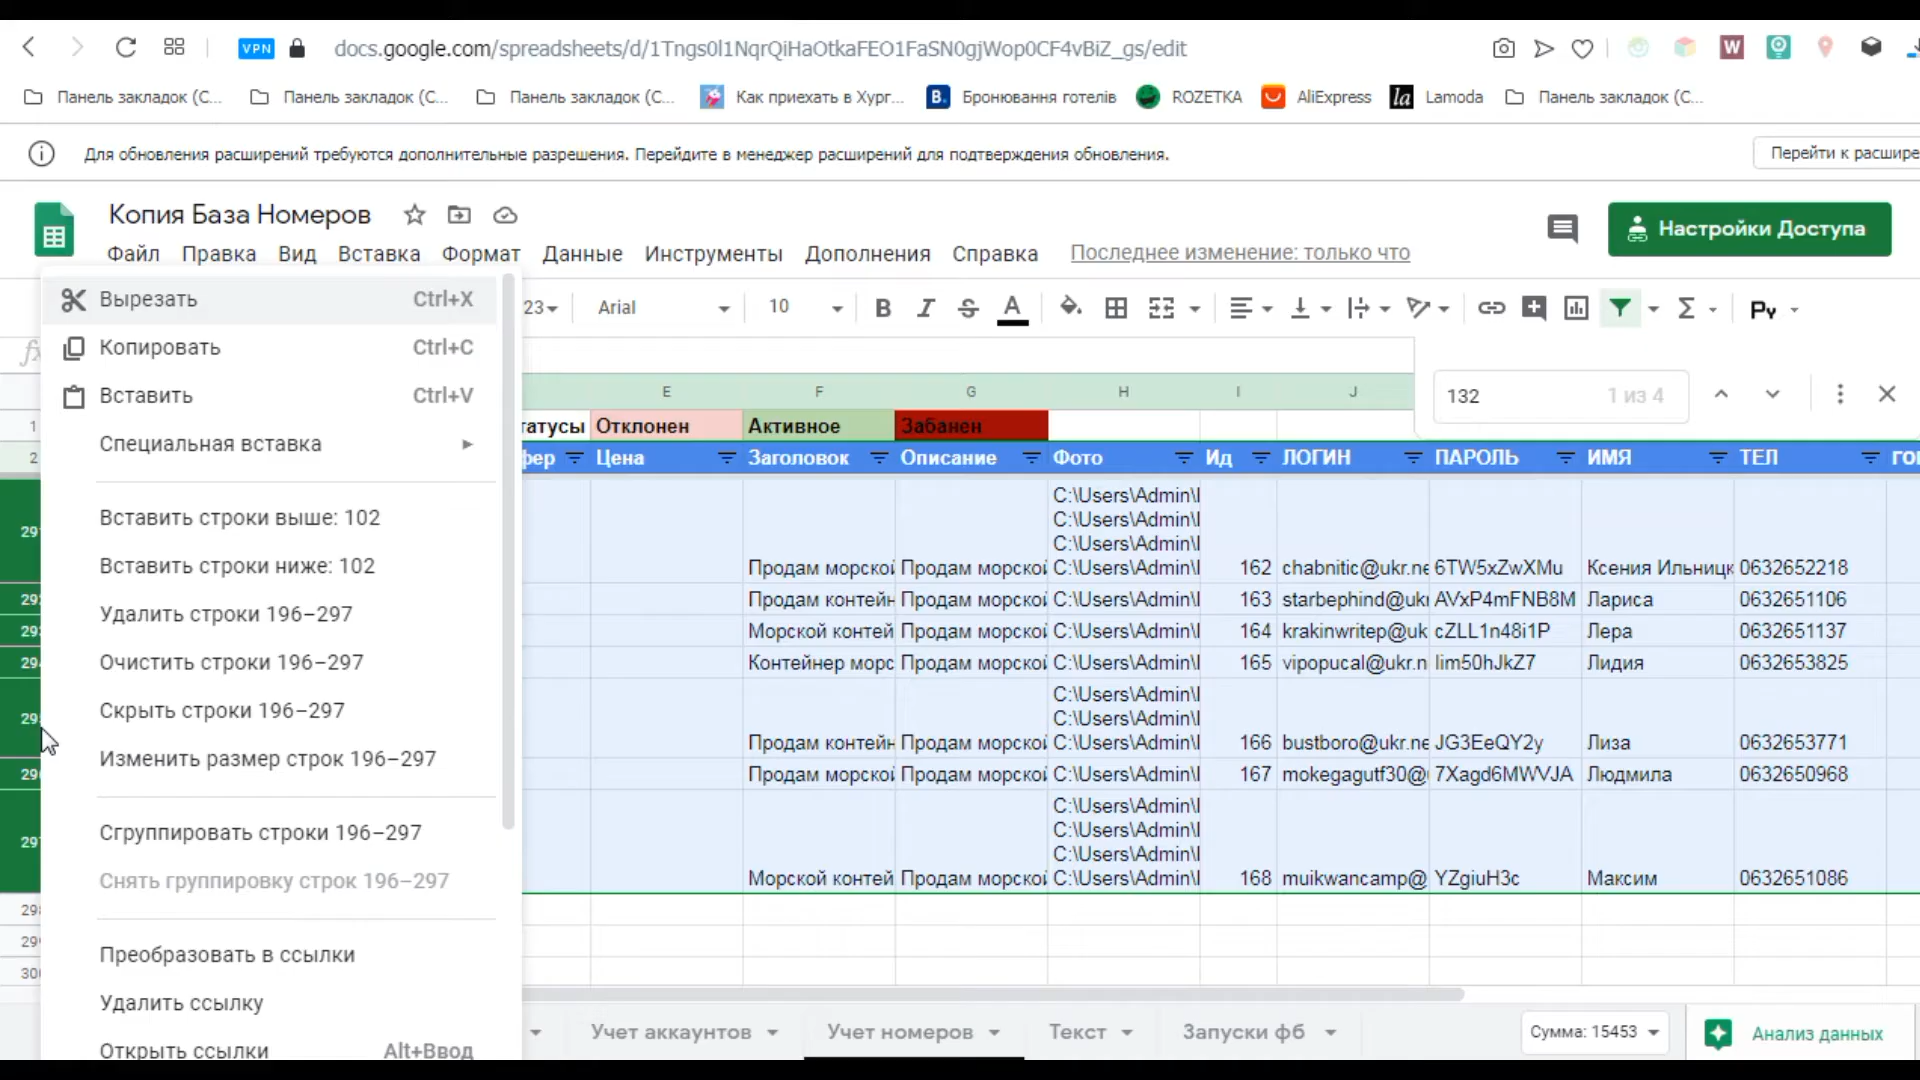 VPN
docs.google.com/spreadsheets/d/1Tngs0l1NqrQiHaOtkaFEO1FaSN0gjWop0CF4vBiZ_gs/edit
Панель закладок (С... Панель закладок (С... Панель закладок (С... Как приехать в Хург... B. Бронювання готелів ROZETKA AliExpress la Lamoda Панель закладок (С...
Для обновления расширений требуются дополнительные разрешения. Перейдите в менеджер расширений для подтверждения обновления. Перейти к расшире
Копия База Номеров
Настройки Доступа
Файл Правка Вид Вставка Формат Данные Инструменты Дополнения Справка Последнее изменение: только что
23 Arial 10 B I S A Σ Ру
Вырезать Ctrl+X
Копировать Ctrl+C
Вставить Ctrl+V
Специальная вставка
Вставить строки выше: 102
Вставить строки ниже: 102
Удалить строки 196–297
Очистить строки 196–297
Скрыть строки 196–297
Изменить размер строк 196–297
Сгруппировать строки 196–297
Снять группировку строк 196–297
Преобразовать в ссылки
Удалить ссылку
Открыть ссылки Alt+Ввод
132 1 из 4
E F G H I J
1 татусы Отклонен Активное Забанен
2 фер Цена Заголовок Описание Фото Ид ЛОГИН ПАРОЛЬ ИМЯ ТЕЛ ГО
C:\Users\Admin\I
C:\Users\Admin\I
C:\Users\Admin\I
Продам морской Продам морской C:\Users\Admin\I 162 chabnitic@ukr.ne 6TW5xZwXMu Ксения Ильницк 0632652218
Продам контейн Продам морской C:\Users\Admin\I 163 starbephind@ukr AVxP4mFNB8M Лариса 0632651106
Морской контей Продам морской C:\Users\Admin\I 164 krakinwritep@uk cZLL1n48i1P Лера 0632651137
Контейнер морс Продам морской C:\Users\Admin\I 165 vipopucal@ukr.n lim50hJkZ7 Лидия 0632653825
C:\Users\Admin\I
C:\Users\Admin\I
Продам контейн Продам морской C:\Users\Admin\I 166 bustboro@ukr.ne JG3EeQY2y Лиза 0632653771
Продам морской Продам морской C:\Users\Admin\I 167 mokegagutf30@ 7Xagd6MWVJA Людмила 0632650968
C:\Users\Admin\I
C:\Users\Admin\I
C:\Users\Admin\I
Морской контей Продам морской C:\Users\Admin\I 168 muikwancamp@ YZgiuH3c Максим 0632651086
Учет аккаунтов Учет номеров Текст Запуски фб Сумма: 15453 Анализ данных